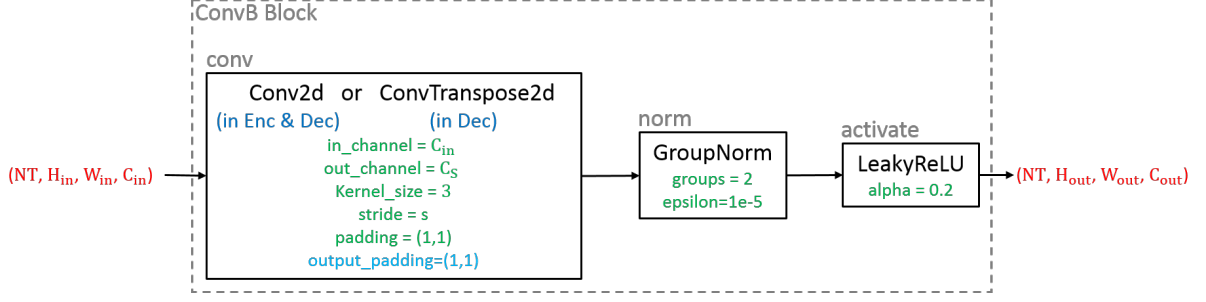 ConvB Block
conv
Conv2d or ConvTranspose2d
(in Enc & Dec) (in Dec)
in_channel = C_in
out_channel = C_S
Kernel_size = 3
stride = s
padding = (1,1)
output_padding=(1,1)
(NT, H_in, W_in, C_in)
norm
GroupNorm
groups = 2
epsilon=1e-5
activate
LeakyReLU
alpha = 0.2
(NT, H_out, W_out, C_out)